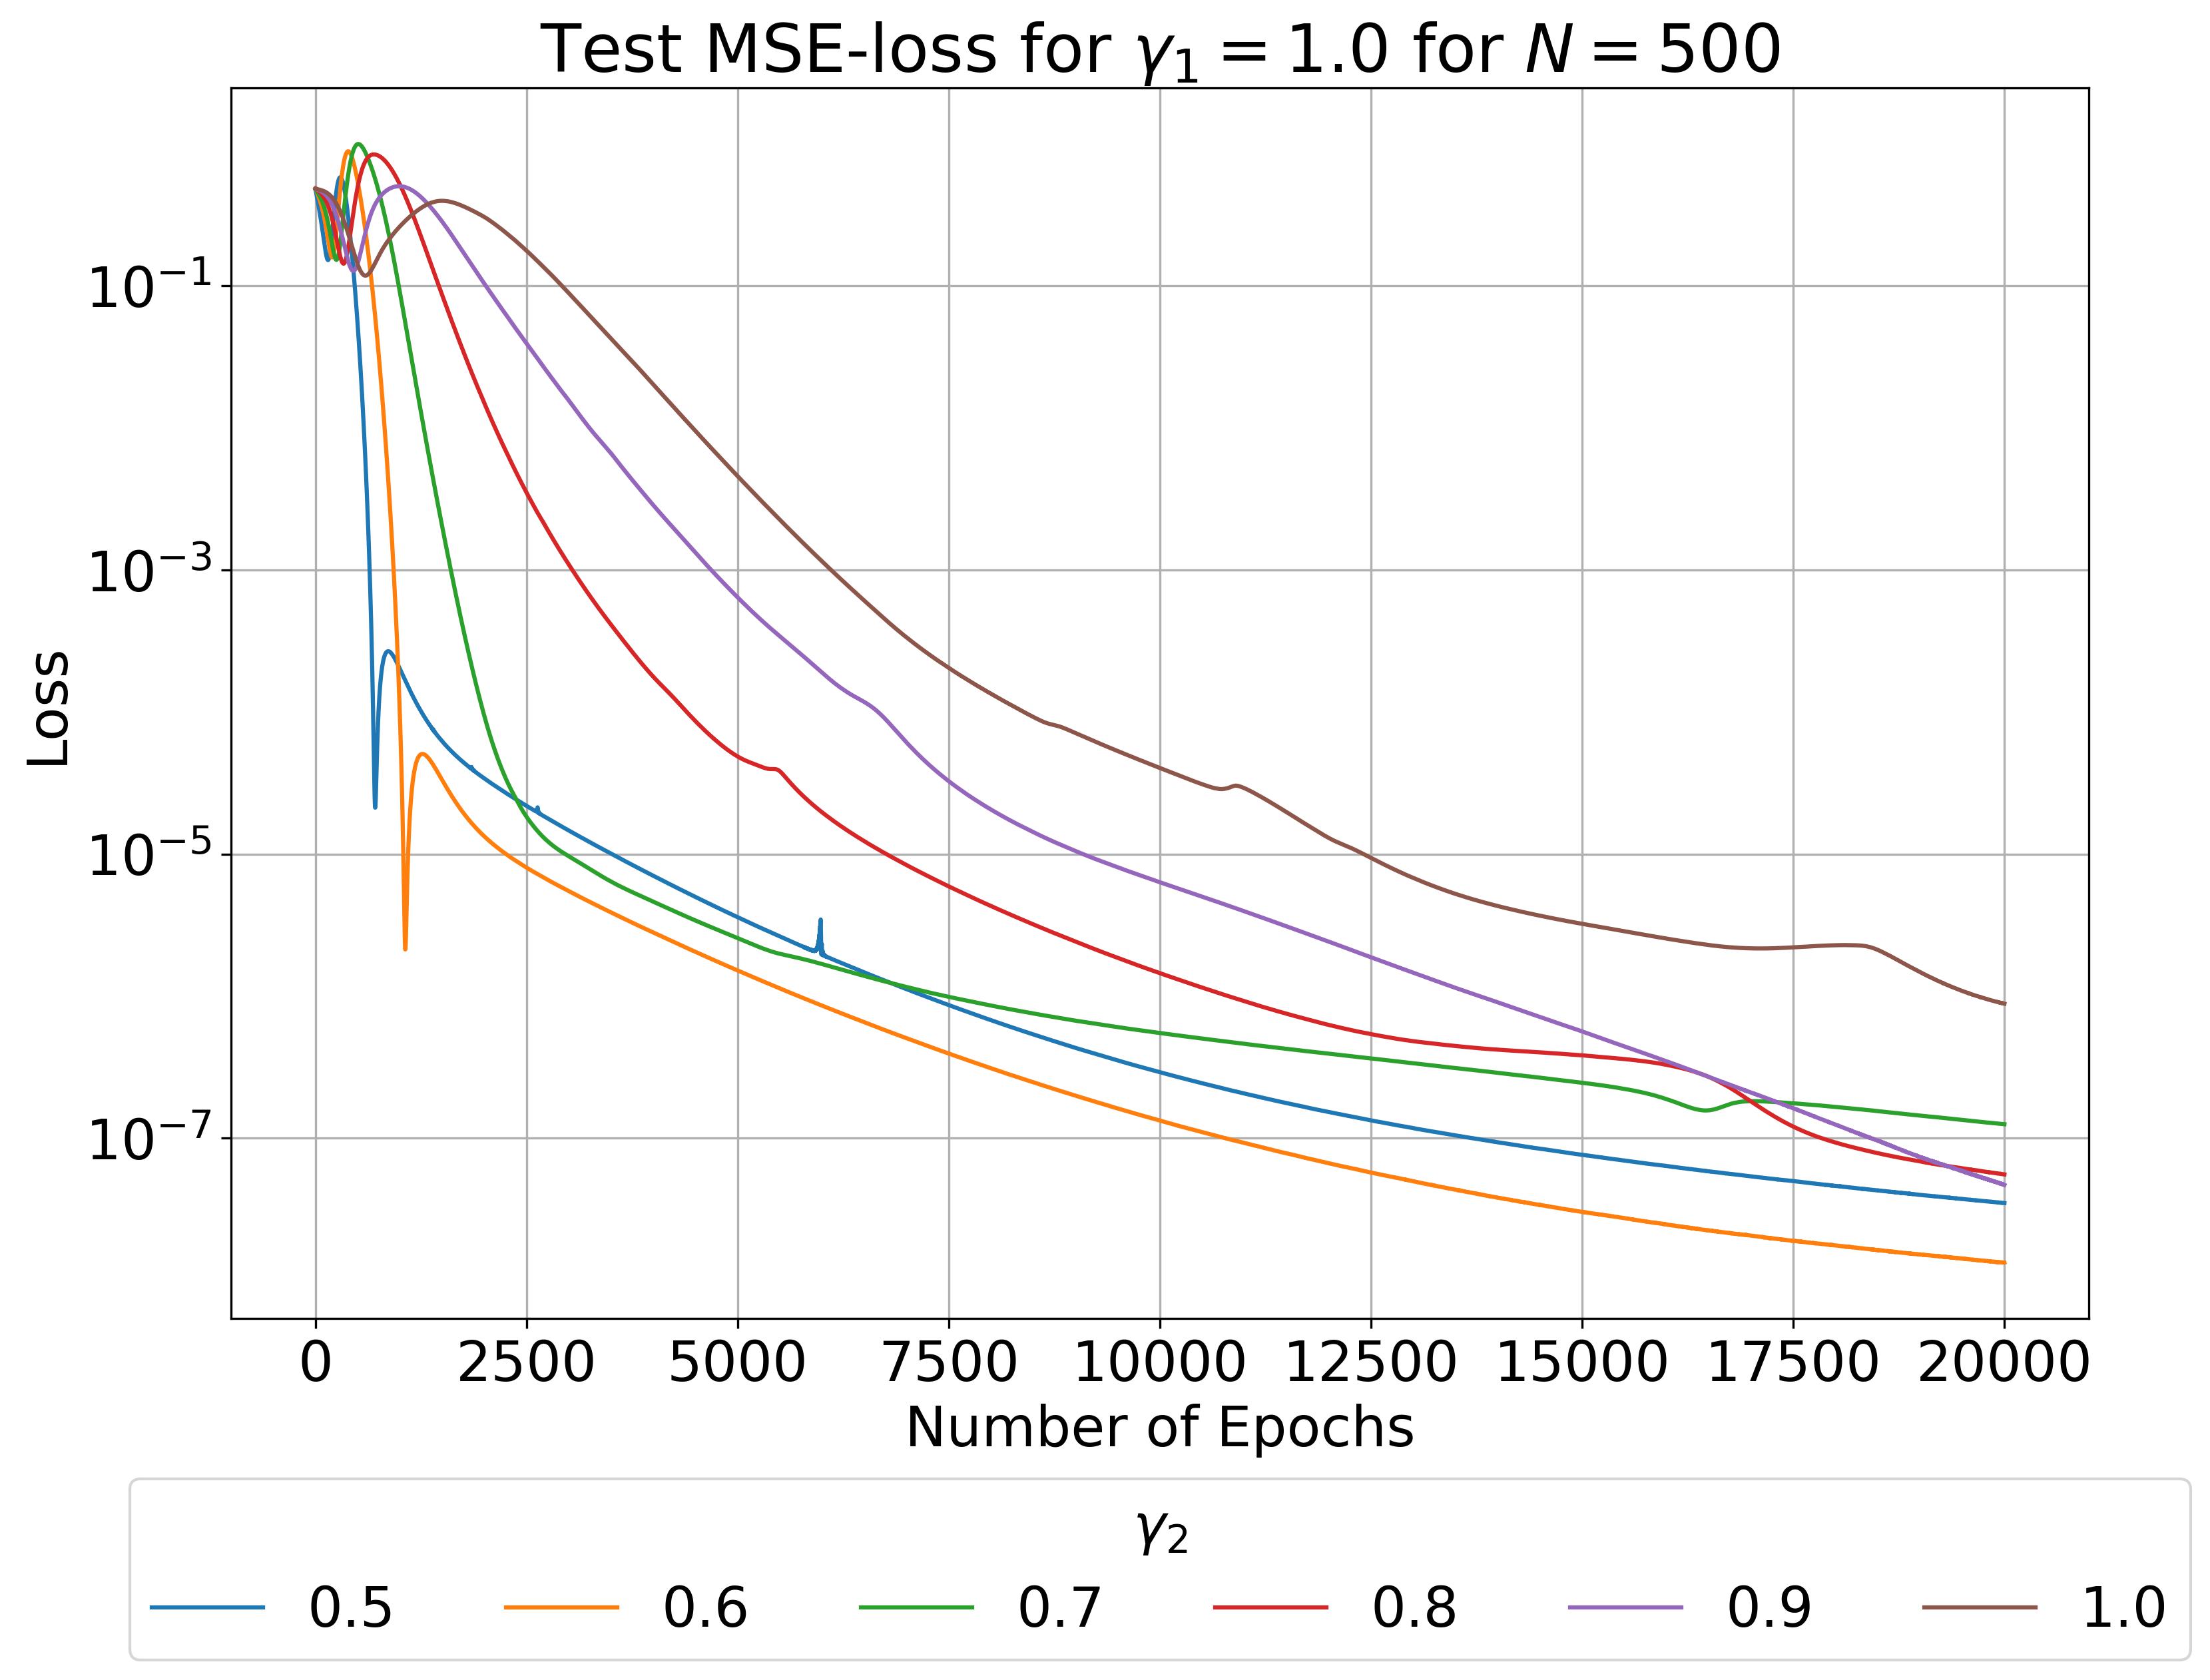 Test MSE-loss for γ₁ = 1.0 for N = 500
Loss
10⁻¹
10⁻³
10⁻⁵
10⁻⁷
0 2500 5000 7500 10000 12500 15000 17500 20000
Number of Epochs
γ₂
0.5 0.6 0.7 0.8 0.9 1.0